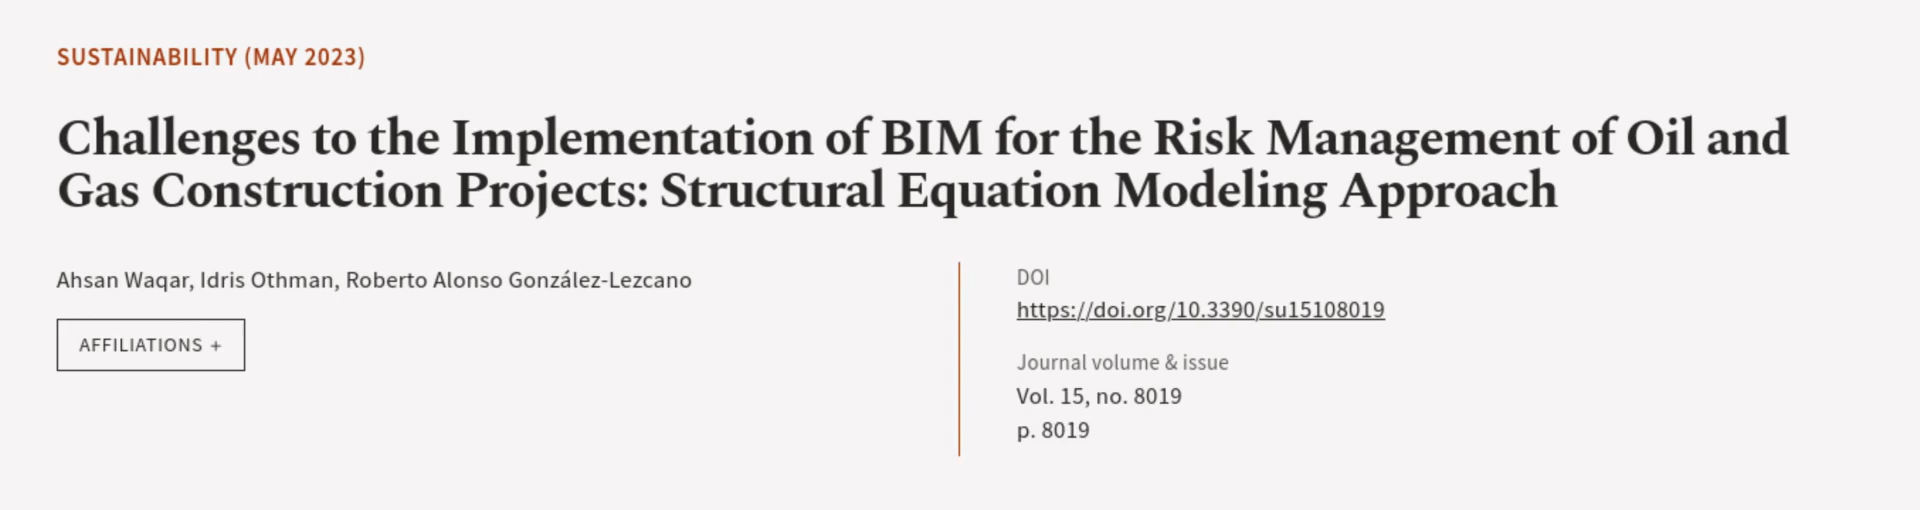 SUSTAINABILITY (MAY 2023)
Challenges to the Implementation of BIM for the Risk Management of Oil and
Gas Construction Projects: Structural Equation Modeling Approach
Ahsan Waqar, Idris Othman, Roberto Alonso González-Lezcano
AFFILIATIONS +
DOI
https://doi.org/10.3390/su15108019
Journal volume & issue
Vol. 15, no. 8019
p. 8019